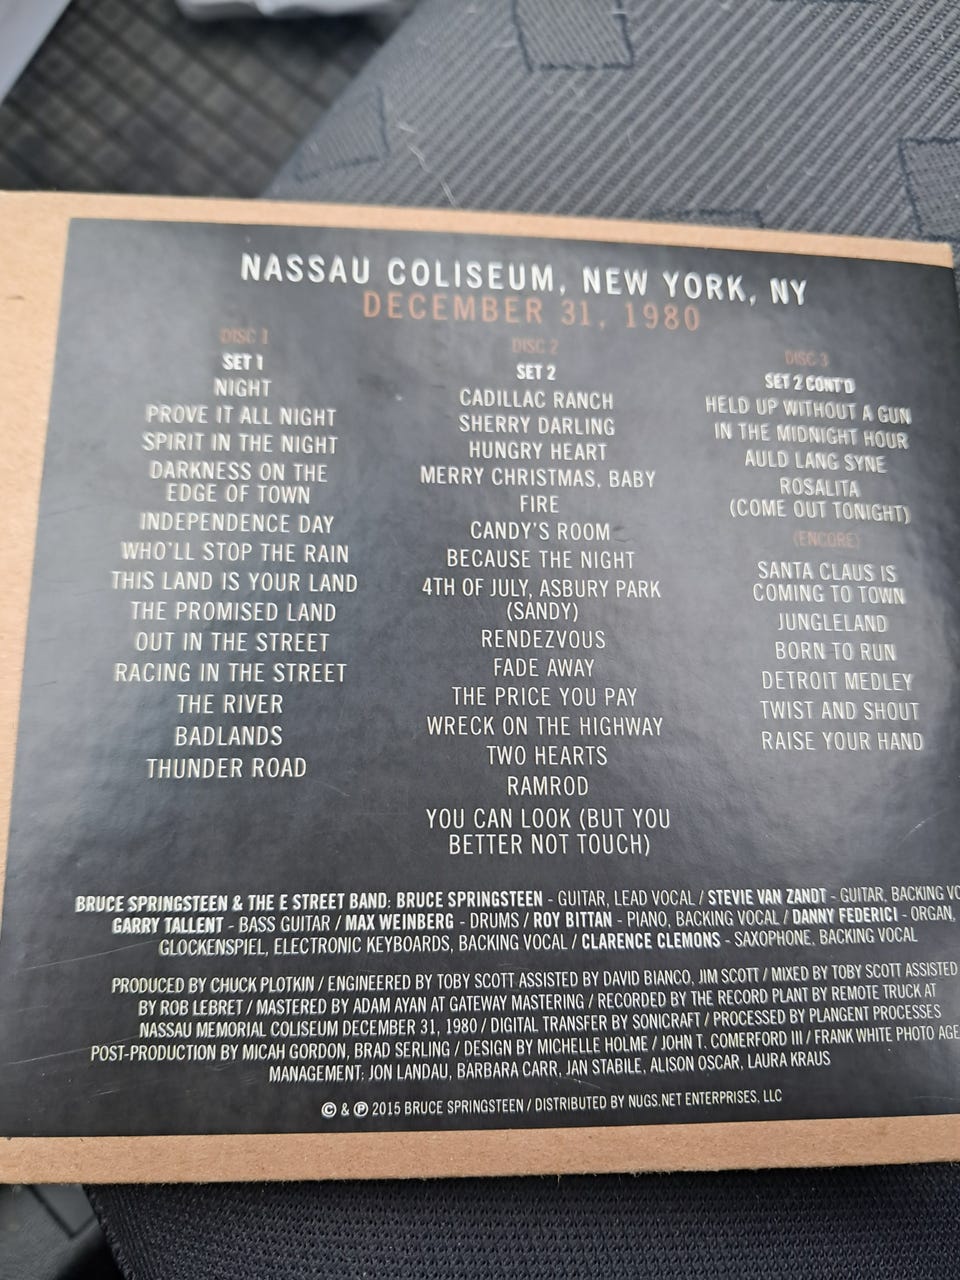 NASSAU COLISEUM, NEW YORK, NY
DECEMBER 31, 1980
DISC 1
SET 1
NIGHT
PROVE IT ALL NIGHT
SPIRIT IN THE NIGHT
DARKNESS ON THE
EDGE OF TOWN
INDEPENDENCE DAY
WHO'LL STOP THE RAIN
THIS LAND IS YOUR LAND
THE PROMISED LAND
OUT IN THE STREET
RACING IN THE STREET
THE RIVER
BADLANDS
THUNDER ROAD
DISC 2
SET 2
CADILLAC RANCH
SHERRY DARLING
HUNGRY HEART
MERRY CHRISTMAS, BABY
FIRE
CANDY'S ROOM
BECAUSE THE NIGHT
4TH OF JULY, ASBURY PARK
(SANDY)
RENDEZVOUS
FADE AWAY
THE PRICE YOU PAY
WRECK ON THE HIGHWAY
TWO HEARTS
RAMROD
YOU CAN LOOK (BUT YOU
BETTER NOT TOUCH)
DISC 3
SET 2 CONT'D
HELD UP WITHOUT A GUN
IN THE MIDNIGHT HOUR
AULD LANG SYNE
ROSALITA
(COME OUT TONIGHT)
(ENCORE)
SANTA CLAUS IS
COMING TO TOWN
JUNGLELAND
BORN TO RUN
DETROIT MEDLEY
TWIST AND SHOUT
RAISE YOUR HAND
BRUCE SPRINGSTEEN & THE E STREET BAND: BRUCE SPRINGSTEEN - GUITAR, LEAD VOCAL / STEVIE VAN ZANDT - GUITAR, BACKING VO
GARRY TALLENT - BASS GUITAR / MAX WEINBERG - DRUMS / ROY BITTAN - PIANO, BACKING VOCAL / DANNY FEDERICI - ORGAN,
GLOCKENSPIEL, ELECTRONIC KEYBOARDS, BACKING VOCAL / CLARENCE CLEMONS - SAXOPHONE, BACKING VOCAL
PRODUCED BY CHUCK PLOTKIN / ENGINEERED BY TOBY SCOTT ASSISTED BY DAVID BIANCO, JIM SCOTT / MIXED BY TOBY SCOTT ASSISTED
BY ROB LEBRET / MASTERED BY ADAM AYAN AT GATEWAY MASTERING / RECORDED BY THE RECORD PLANT BY REMOTE TRUCK AT
NASSAU MEMORIAL COLISEUM DECEMBER 31, 1980 / DIGITAL TRANSFER BY SONICRAFT / PROCESSED BY PLANGENT PROCESSES
POST-PRODUCTION BY MICAH GORDON, BRAD SERLING / DESIGN BY MICHELLE HOLME / JOHN T. COMERFORD III / FRANK WHITE PHOTO AGE
MANAGEMENT: JON LANDAU, BARBARA CARR, JAN STABILE, ALISON OSCAR, LAURA KRAUS
© & ℗ 2015 BRUCE SPRINGSTEEN / DISTRIBUTED BY NUGS.NET ENTERPRISES, LLC